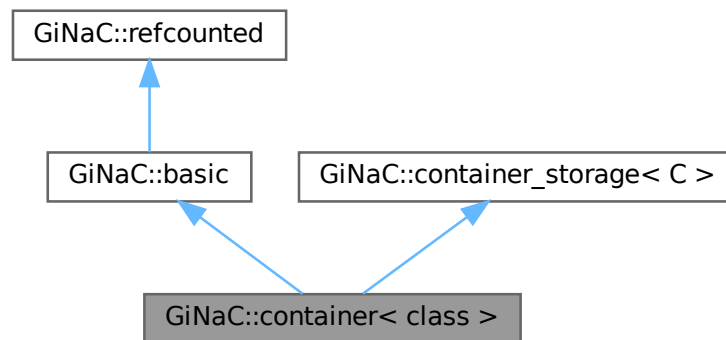 GiNaC::refcounted
GiNaC::basic
GiNaC::container_storage< C >
GiNaC::container< class >